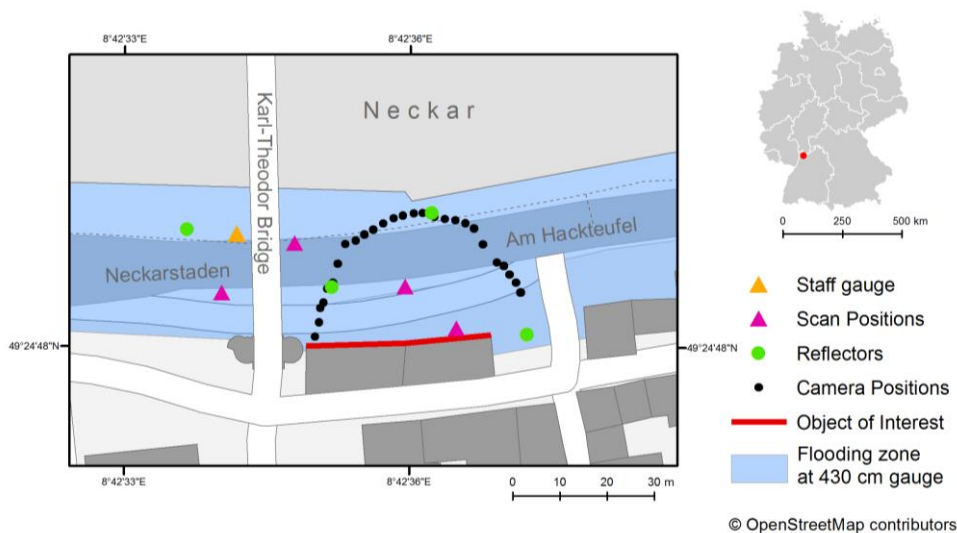 8°42'33"E
8°42'36"E
Neckar
Karl-Theodor Bridge
Am Hackteufel
Neckarstaden
49°24'48"N
49°24'48"N
8°42'33"E
8°42'36"E
0 10 20 30 m
0 250 500 km
Staff gauge
Scan Positions
Reflectors
Camera Positions
Object of Interest
Flooding zone
at 430 cm gauge
© OpenStreetMap contributors